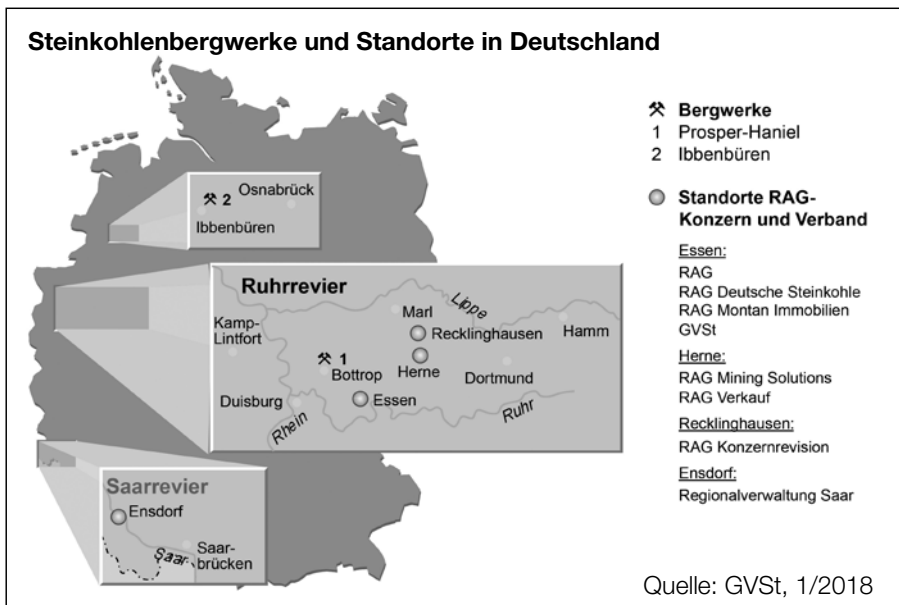 Steinkohlenbergwerke und Standorte in Deutschland
⚒ Bergwerke
1 Prosper-Haniel
2 Ibbenbüren
Standorte RAG-
Konzern und Verband
Essen:
RAG
RAG Deutsche Steinkohle
RAG Montan Immobilien
GVSt
Herne:
RAG Mining Solutions
RAG Verkauf
Recklinghausen:
RAG Konzernrevision
Ensdorf:
Regionalverwaltung Saar
Osnabrück
⚒ 2
Ibbenbüren
Ruhrrevier
Lippe
Marl
Kamp-
Lintfort
Recklinghausen
Hamm
⚒ 1
Bottrop
Herne
Dortmund
Duisburg
Essen
Rhein
Ruhr
Saarrevier
Ensdorf
Saar
Saar-
brücken
Quelle: GVSt, 1/2018